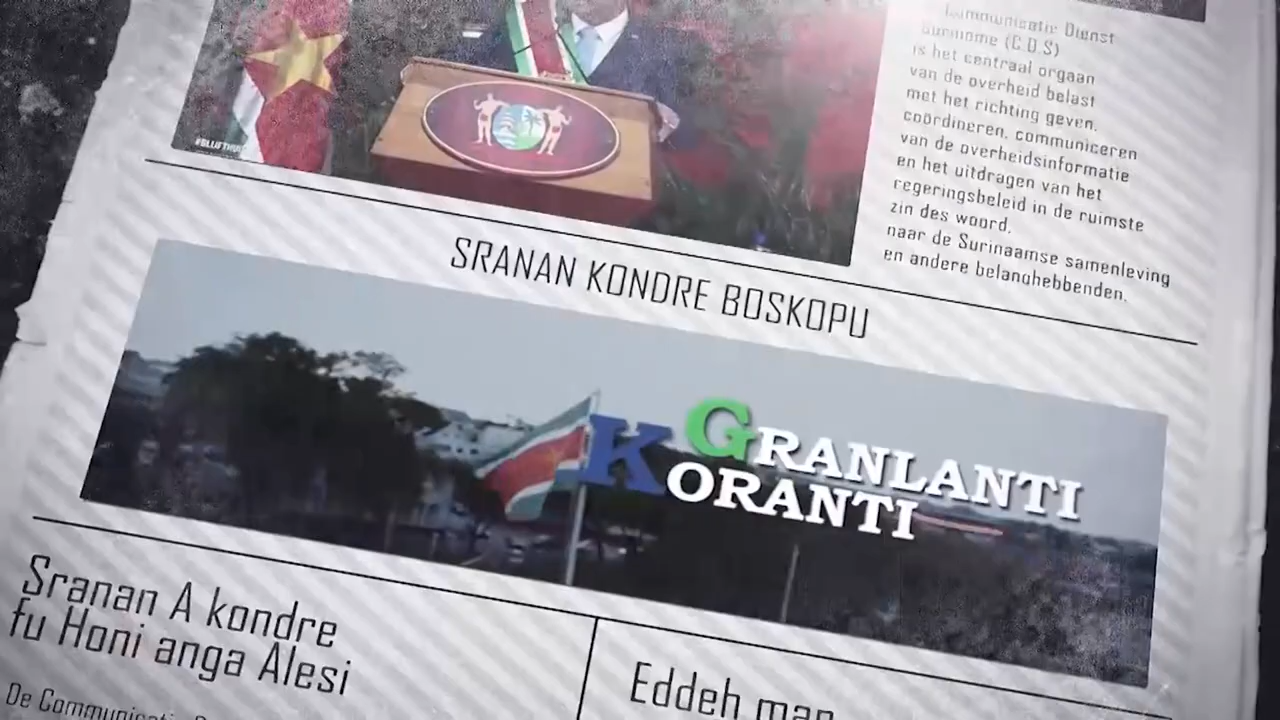 Communicatie Dienst
Suriname (C.D.S)
is het centraal orgaan
van de overheid belast
met het richting geven,
coördineren, communiceren
van de overheidsinformatie
en het uitdragen van het
regeringsbeleid in de ruimste
zin des woord,
naar de Surinaamse samenleving
en andere belanghebbenden.
SRANAN KONDRE BOSKOPU
GRANLANTI
KORANTI
Sranan A kondre
fu Honi anga Alesi
Eddeh man
De